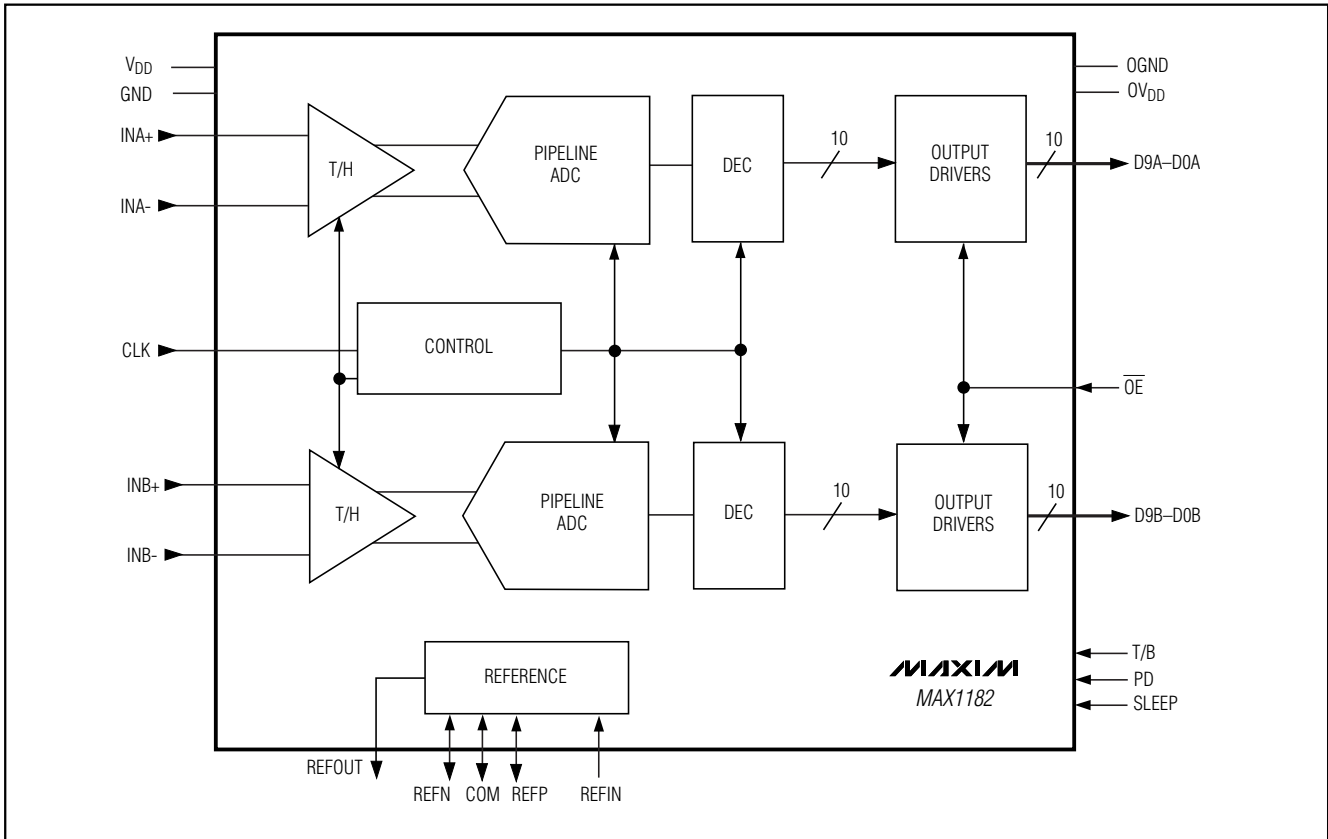 VDD
GND
INA+
INA-
CLK
INB+
INB-
T/H
PIPELINE
ADC
DEC
10
OUTPUT
DRIVERS
10
OGND
OVDD
D9A–D0A
CONTROL
OE
T/H
PIPELINE
ADC
DEC
10
OUTPUT
DRIVERS
10
D9B–D0B
REFERENCE
MAXIM
MAX1182
T/B
PD
SLEEP
REFOUT
REFN COM REFP REFIN